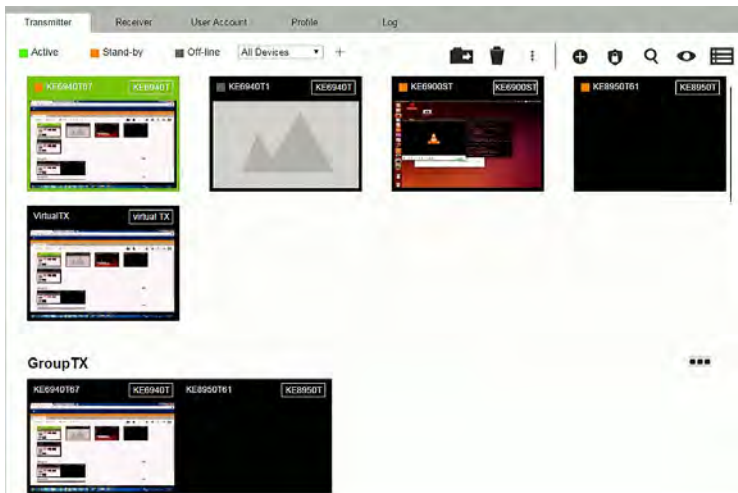 Transmitter Receiver User Account Profile Log
Active Stand-by Off-line All Devices
KE6940T67 KE6940T KE6940T1 KE6940T KE6900ST KE6900ST KE8950T61 KE8950T
VirtualTX virtual TX
GroupTX
KE6940T67 KE6940T KE8950T61 KE8950T